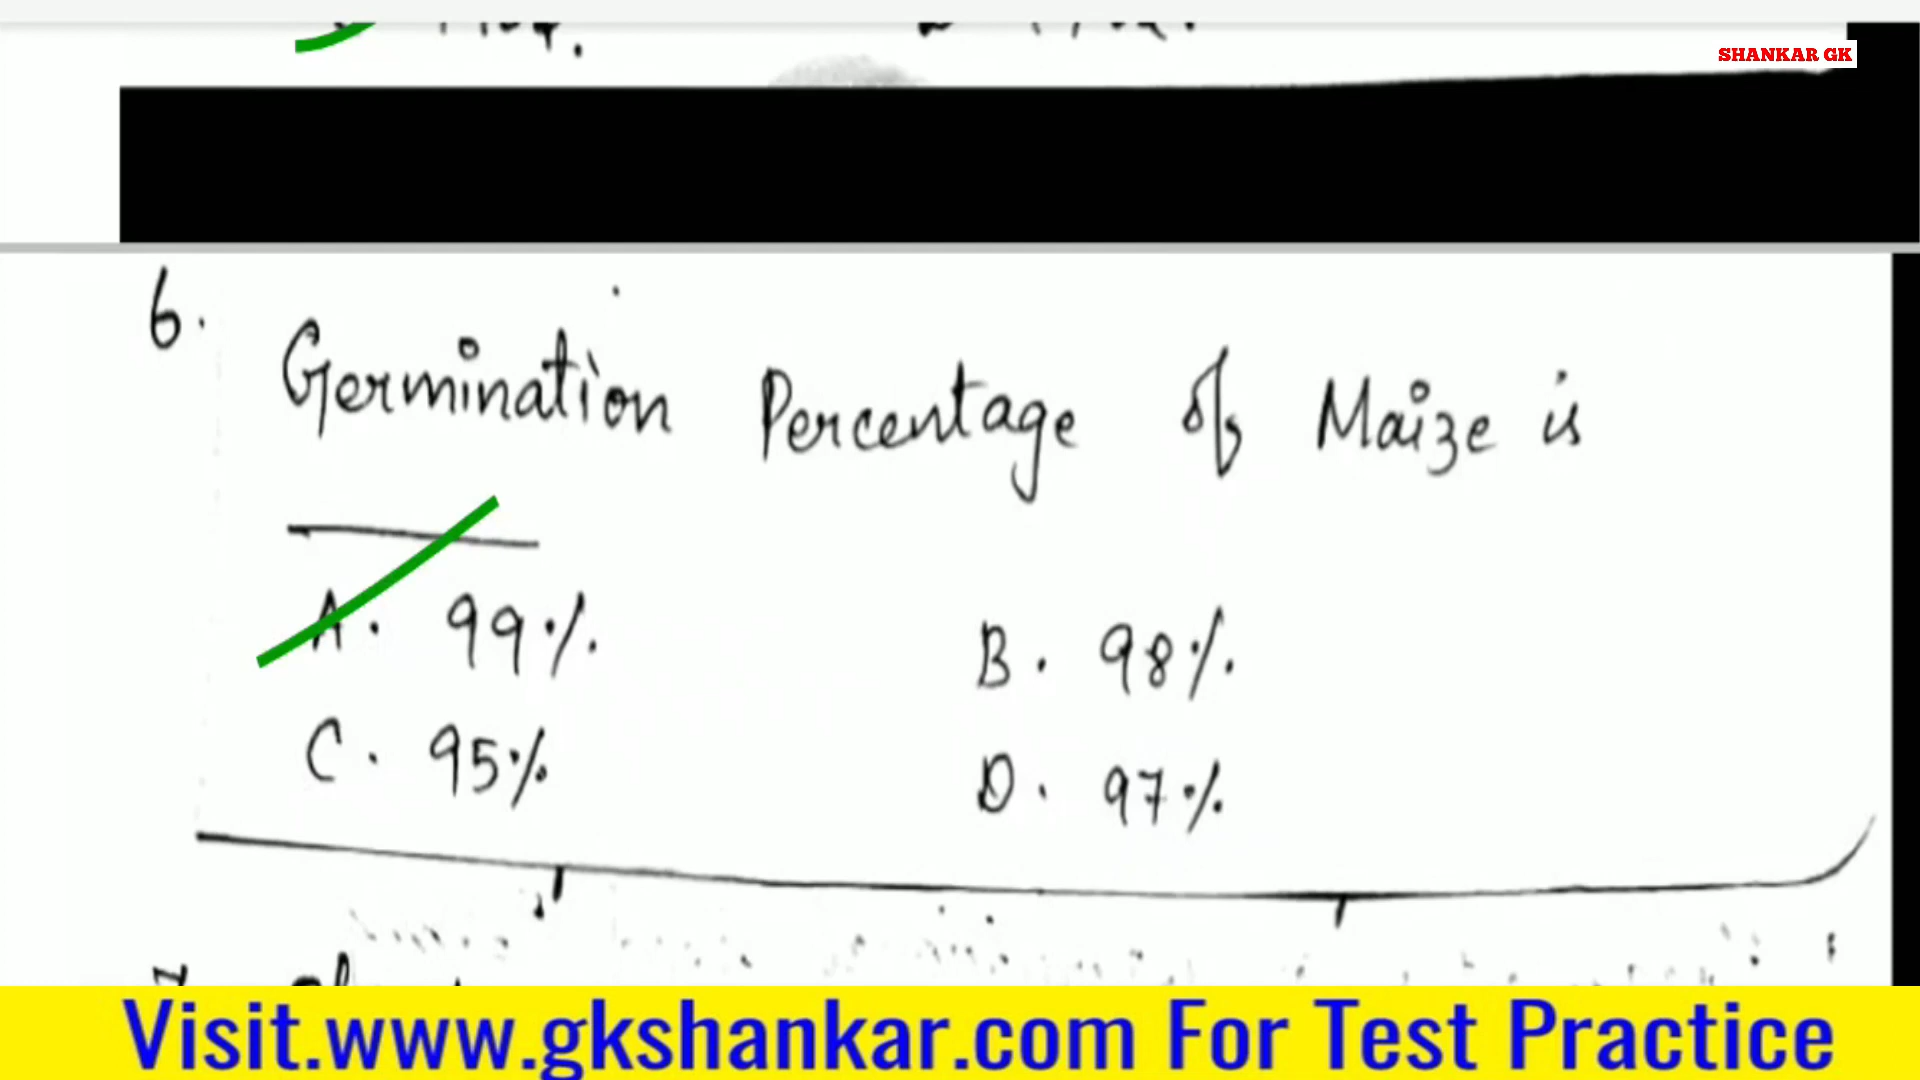 SHANKAR GK
6. Germination Percentage of Maize is
A. 99%. B. 98%.
C. 95% D. 97%
Visit.www.gkshankar.com For Test Practice